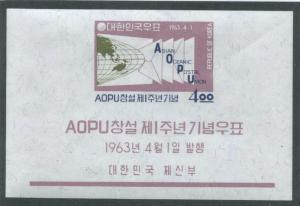 대한민국우표
1963.4.1
REPUBLIC OF KOREA
ASIAN
OCEANIC
POSTAL
UNION
AOPU창설 제1주년기념
4.00
AOPU창설 제1주년기념우표
1963년 4월 1일 발행
대한민국 체신부